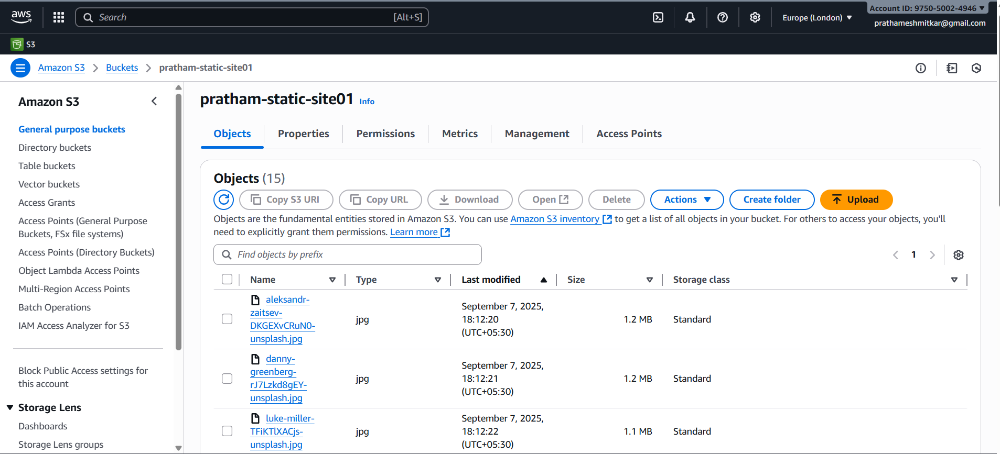 aws
Search
[Alt+S]
Europe (London)
Account ID: 9750-5002-4946
prathameshmitkar@gmail.com
S3
Amazon S3
Buckets
pratham-static-site01
Amazon S3
General purpose buckets
Directory buckets
Table buckets
Vector buckets
Access Grants
Access Points (General Purpose
Buckets, FSx file systems)
Access Points (Directory Buckets)
Object Lambda Access Points
Multi-Region Access Points
Batch Operations
IAM Access Analyzer for S3
Block Public Access settings for
this account
Storage Lens
Dashboards
Storage Lens groups
pratham-static-site01 Info
Objects
Properties
Permissions
Metrics
Management
Access Points
Objects (15)
Copy S3 URI
Copy URL
Download
Open
Delete
Actions
Create folder
Upload
Objects are the fundamental entities stored in Amazon S3. You can use Amazon S3 inventory to get a list of all objects in your bucket. For others to access your objects, you'll
need to explicitly grant them permissions. Learn more
Find objects by prefix
1
Name
Type
Last modified
Size
Storage class
aleksandr-
zaitsev-
DKGEXvCRuN0-
unsplash.jpg
jpg
September 7, 2025,
18:12:20
(UTC+05:30)
1.2 MB
Standard
danny-
greenberg-
rJ7Lzkd8gEY-
unsplash.jpg
jpg
September 7, 2025,
18:12:21
(UTC+05:30)
1.2 MB
Standard
luke-miller-
TFiKTlXACjs-
unsplash.jpg
jpg
September 7, 2025,
18:12:22
(UTC+05:30)
1.1 MB
Standard